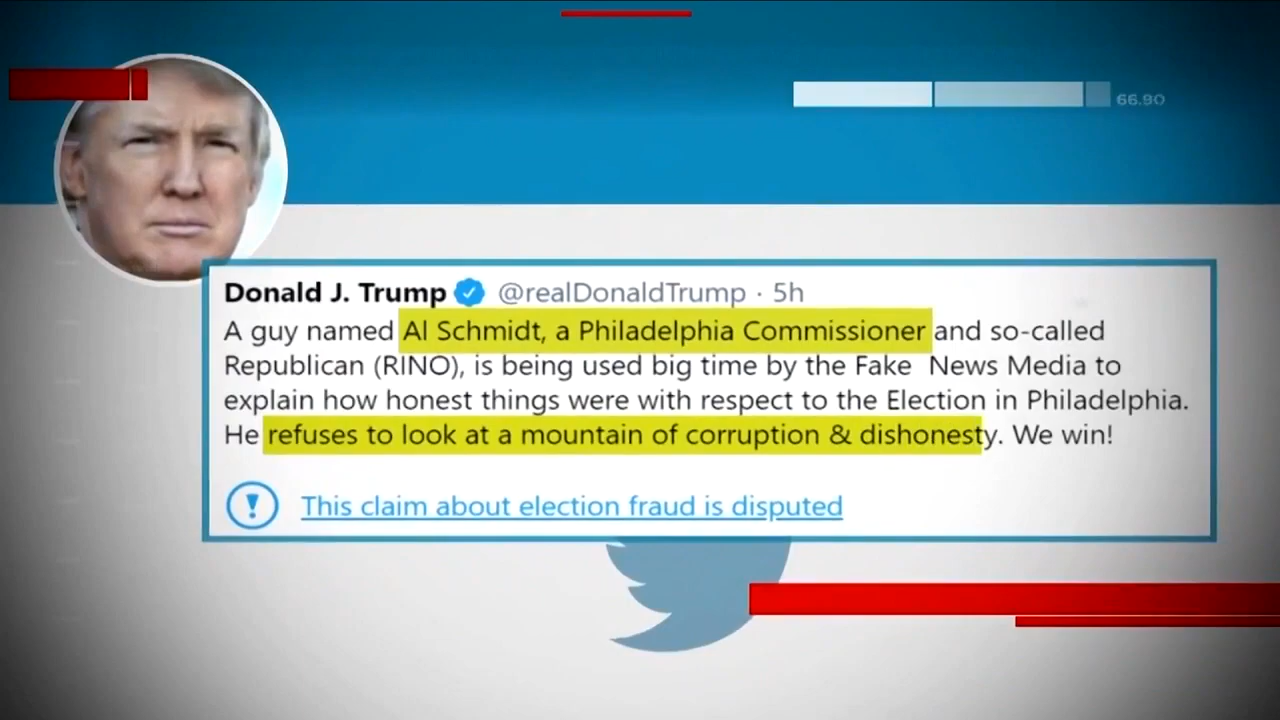 66.90
Donald J. Trump @realDonaldTrump · 5h
A guy named Al Schmidt, a Philadelphia Commissioner and so-called
Republican (RINO), is being used big time by the Fake News Media to
explain how honest things were with respect to the Election in Philadelphia.
He refuses to look at a mountain of corruption & dishonesty. We win!
This claim about election fraud is disputed